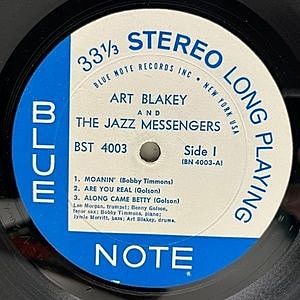 33 1/3 STEREO LONG PLAYING
BLUE NOTE RECORDS INC • NEW YORK USA
ART BLAKEY
AND
THE JAZZ MESSENGERS
BST 4003 Side 1
(BN 4003-A)
1. MOANIN' (Bobby Timmons)
2. ARE YOU REAL (Golson)
3. ALONG CAME BETTY (Golson)
Lee Morgan, trumpet; Benny Golson,
tenor sax; Bobby Timmons, piano;
Jymie Merritt, bass; Art Blakey, drums.
BLUE
NOTE